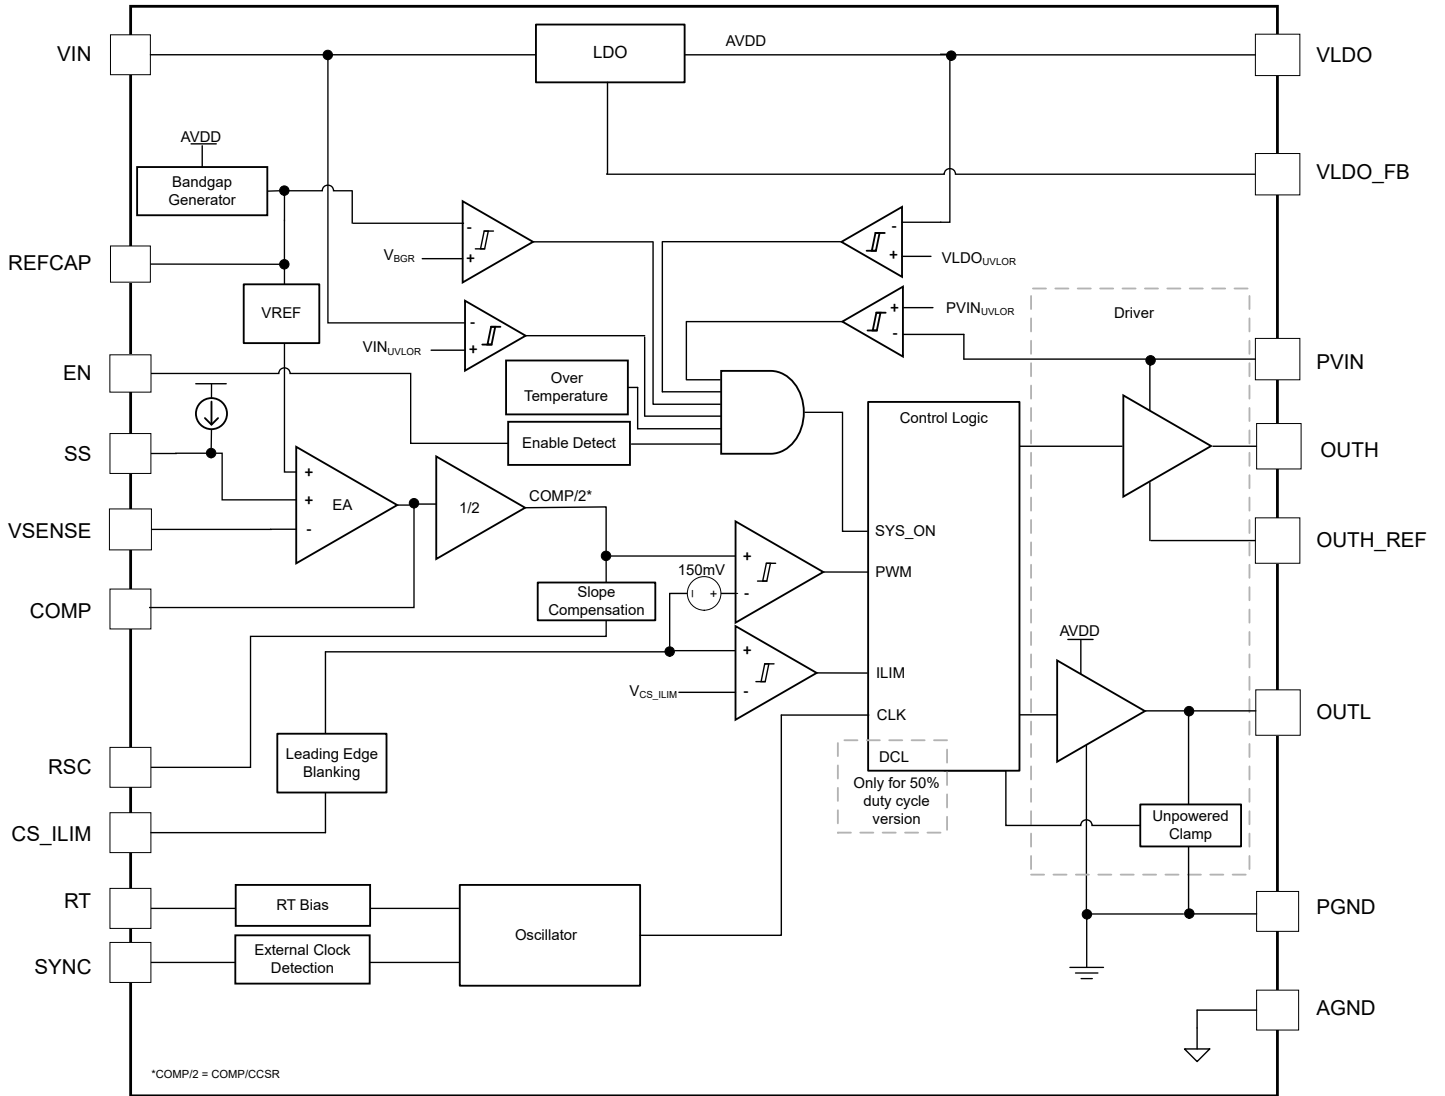 VIN
LDO
AVDD
VLDO
AVDD
Bandgap
Generator
VLDO_FB
REFCAP
-
VBGR
+
-
+
VLDOUVLOR
VREF
+
PVINUVLOR
-
Driver
-
VINUVLOR
+
PVIN
EN
Over
Temperature
Enable Detect
Control Logic
SS
OUTH
+
+
EA
-
1/2
COMP/2*
VSENSE
SYS_ON
OUTH_REF
+
150mV
PWM
-
+
-
COMP
Slope
Compensation
AVDD
+
ILIM
VCS_ILIM
-
CLK
OUTL
RSC
Leading Edge
Blanking
DCL
Only for 50%
duty cycle
version
CS_ILIM
Unpowered
Clamp
RT
RT Bias
Oscillator
PGND
SYNC
External Clock
Detection
AGND
*COMP/2 = COMP/CCSR